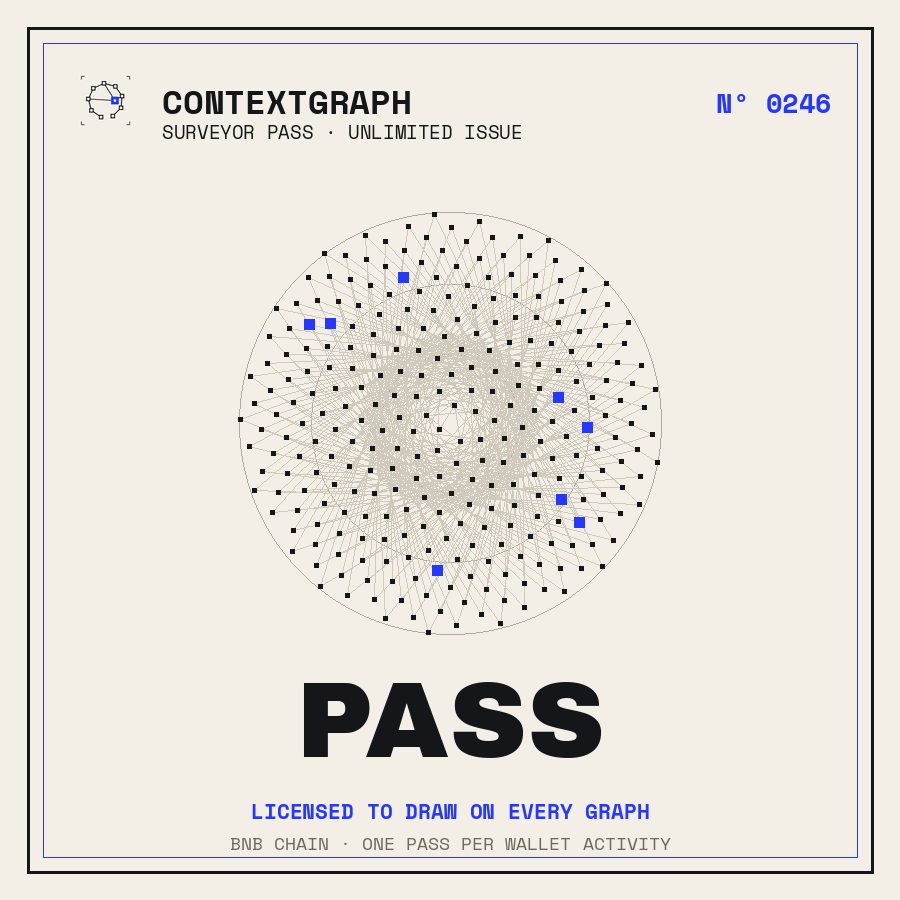 CONTEXTGRAPH
N° 0246
SURVEYOR PASS · UNLIMITED ISSUE
PASS
LICENSED TO DRAW ON EVERY GRAPH
BNB CHAIN · ONE PASS PER WALLET ACTIVITY